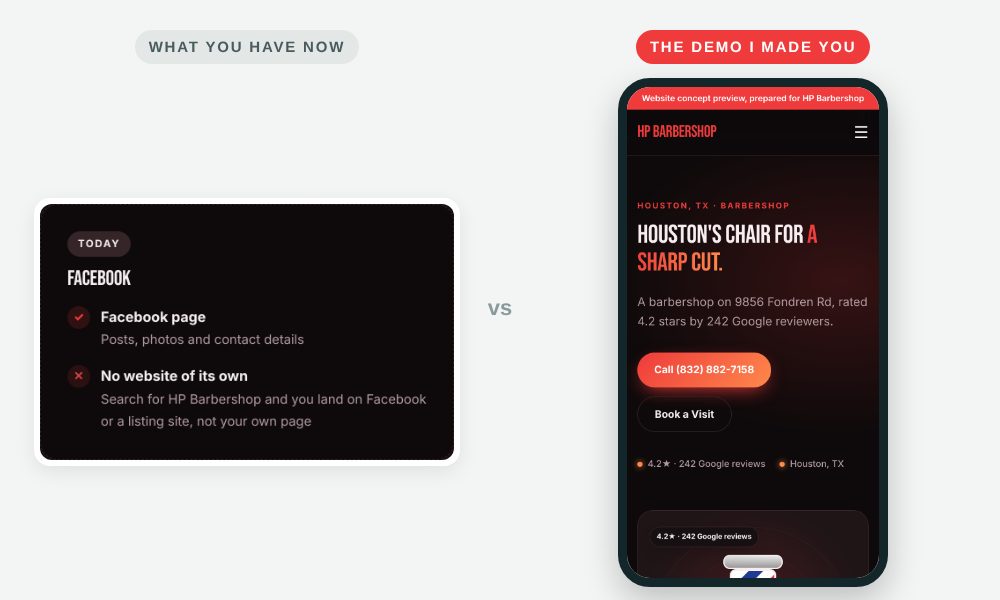 WHAT YOU HAVE NOW
TODAY
FACEBOOK
Facebook page
Posts, photos and contact details
No website of its own
Search for HP Barbershop and you land on Facebook
or a listing site, not your own page
vs
THE DEMO I MADE YOU
Website concept preview, prepared for HP Barbershop
HP BARBERSHOP
HOUSTON, TX · BARBERSHOP
HOUSTON'S CHAIR FOR A
SHARP CUT.
A barbershop on 9856 Fondren Rd, rated
4.2 stars by 242 Google reviewers.
Call (832) 882-7158
Book a Visit
4.2★ · 242 Google reviews
Houston, TX
4.2★ · 242 Google reviews